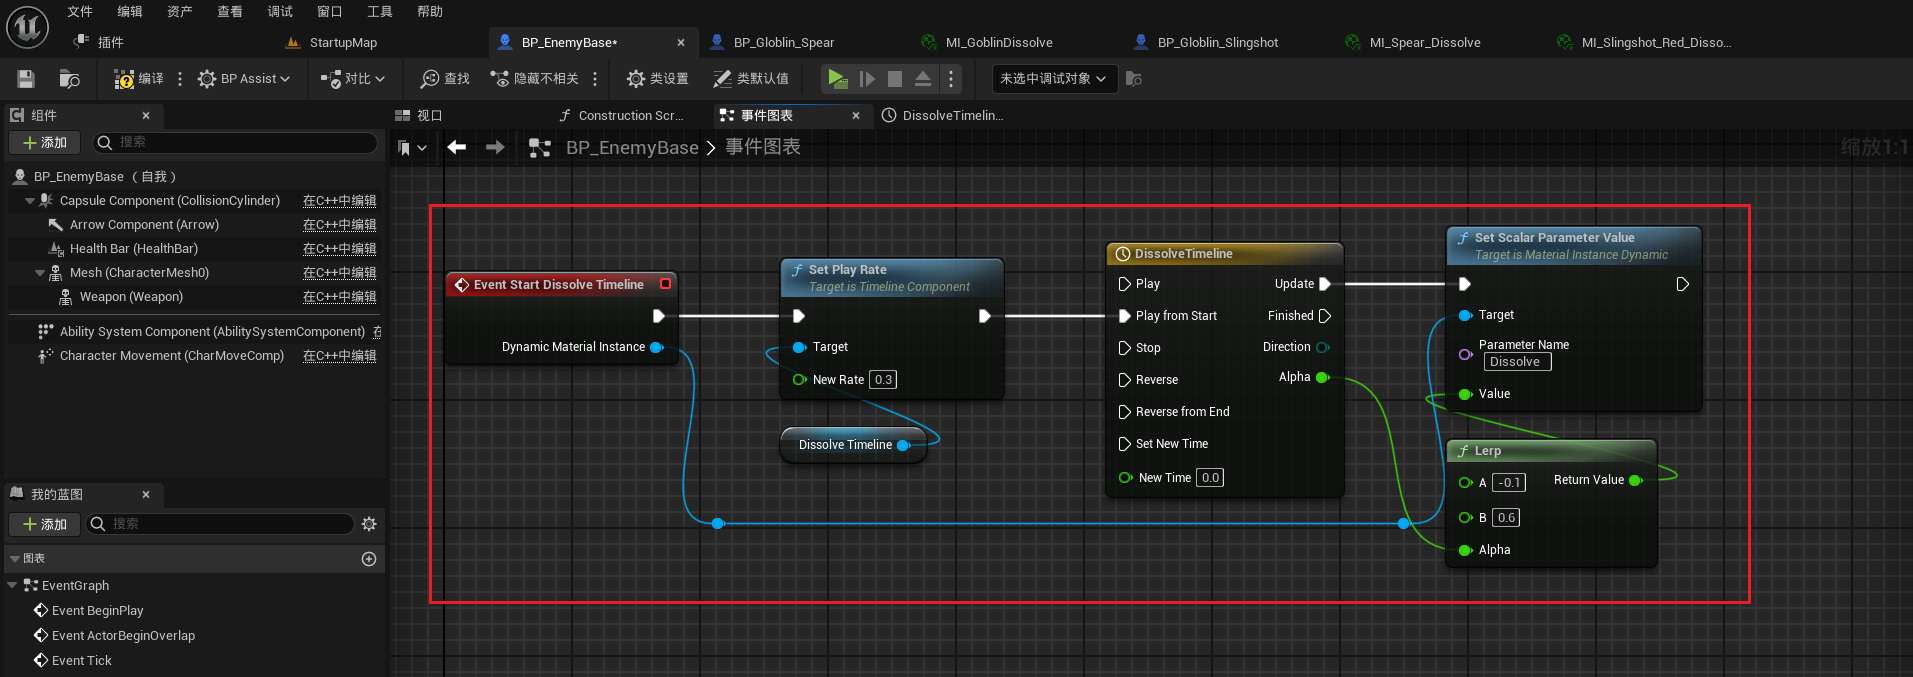 文件 编辑 资产 查看 调试 窗口 工具 帮助
插件 StartupMap BP_EnemyBase* BP_Globlin_Spear MI_GoblinDissolve BP_Globlin_Slingshot MI_Spear_Dissolve MI_Slingshot_Red_Disso...
编译 BP Assist 对比 查找 隐藏不相关 类设置 类默认值 未选中调试对象
组件 视口 Construction Scr... 事件图表 DissolveTimelin...
添加 搜索 BP_EnemyBase 事件图表 缩放1:1
BP_EnemyBase （自我）
Capsule Component (CollisionCylinder) 在C++中编辑
Arrow Component (Arrow) 在C++中编辑
Health Bar (HealthBar) 在C++中编辑
Mesh (CharacterMesh0) 在C++中编辑
Weapon (Weapon) 在C++中编辑
Ability System Component (AbilitySystemComponent) 在
Character Movement (CharMoveComp) 在C++中编辑
我的蓝图
添加 搜索
图表
EventGraph
Event BeginPlay
Event ActorBeginOverlap
Event Tick
Event Start Dissolve Timeline
Dynamic Material Instance
Set Play Rate
Target is Timeline Component
Target
New Rate 0.3
Dissolve Timeline
DissolveTimeline
Play Update
Play from Start Finished
Stop Direction
Reverse Alpha
Reverse from End
Set New Time
New Time 0.0
Set Scalar Parameter Value
Target is Material Instance Dynamic
Target
Parameter Name
Dissolve
Value
Lerp
A -0.1 Return Value
B 0.6
Alpha